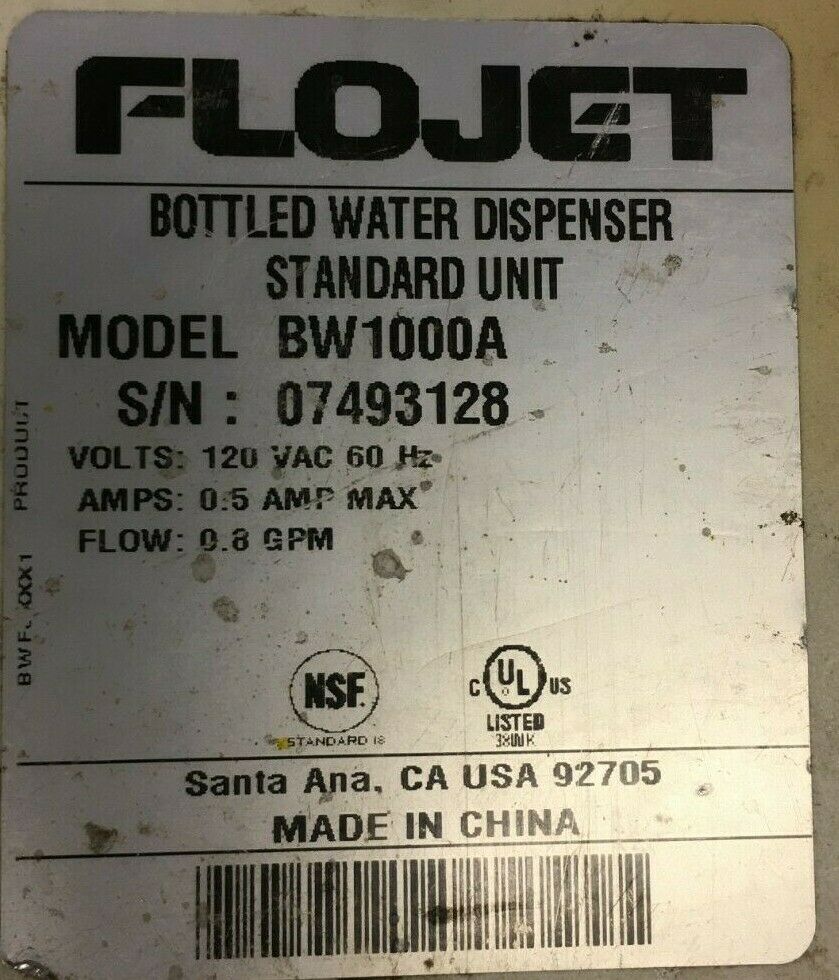 FLOJET
BOTTLED WATER DISPENSER
STANDARD UNIT
MODEL BW1000A
S/N : 07493128
VOLTS: 120 VAC 60 Hz
AMPS: 0.5 AMP MAX
FLOW: 0.8 GPM
PRODUCT
NSF.
STANDARD 18
C UL US
LISTED
Santa Ana, CA USA 92705
MADE IN CHINA